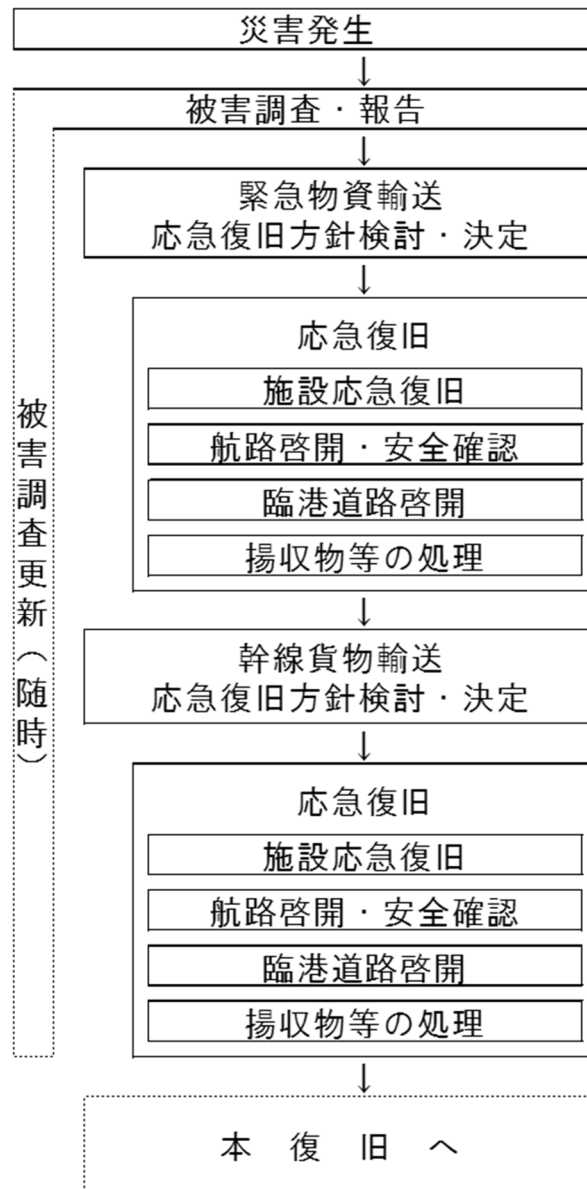 災害発生
↓
被害調査・報告
↓
緊急物資輸送
応急復旧方針検討・決定
↓
応急復旧
施設応急復旧
航路啓開・安全確認
臨港道路啓開
揚収物等の処理
↓
幹線貨物輸送
応急復旧方針検討・決定
↓
応急復旧
施設応急復旧
航路啓開・安全確認
臨港道路啓開
揚収物等の処理
↓
本復旧へ
被害調査更新（随時）